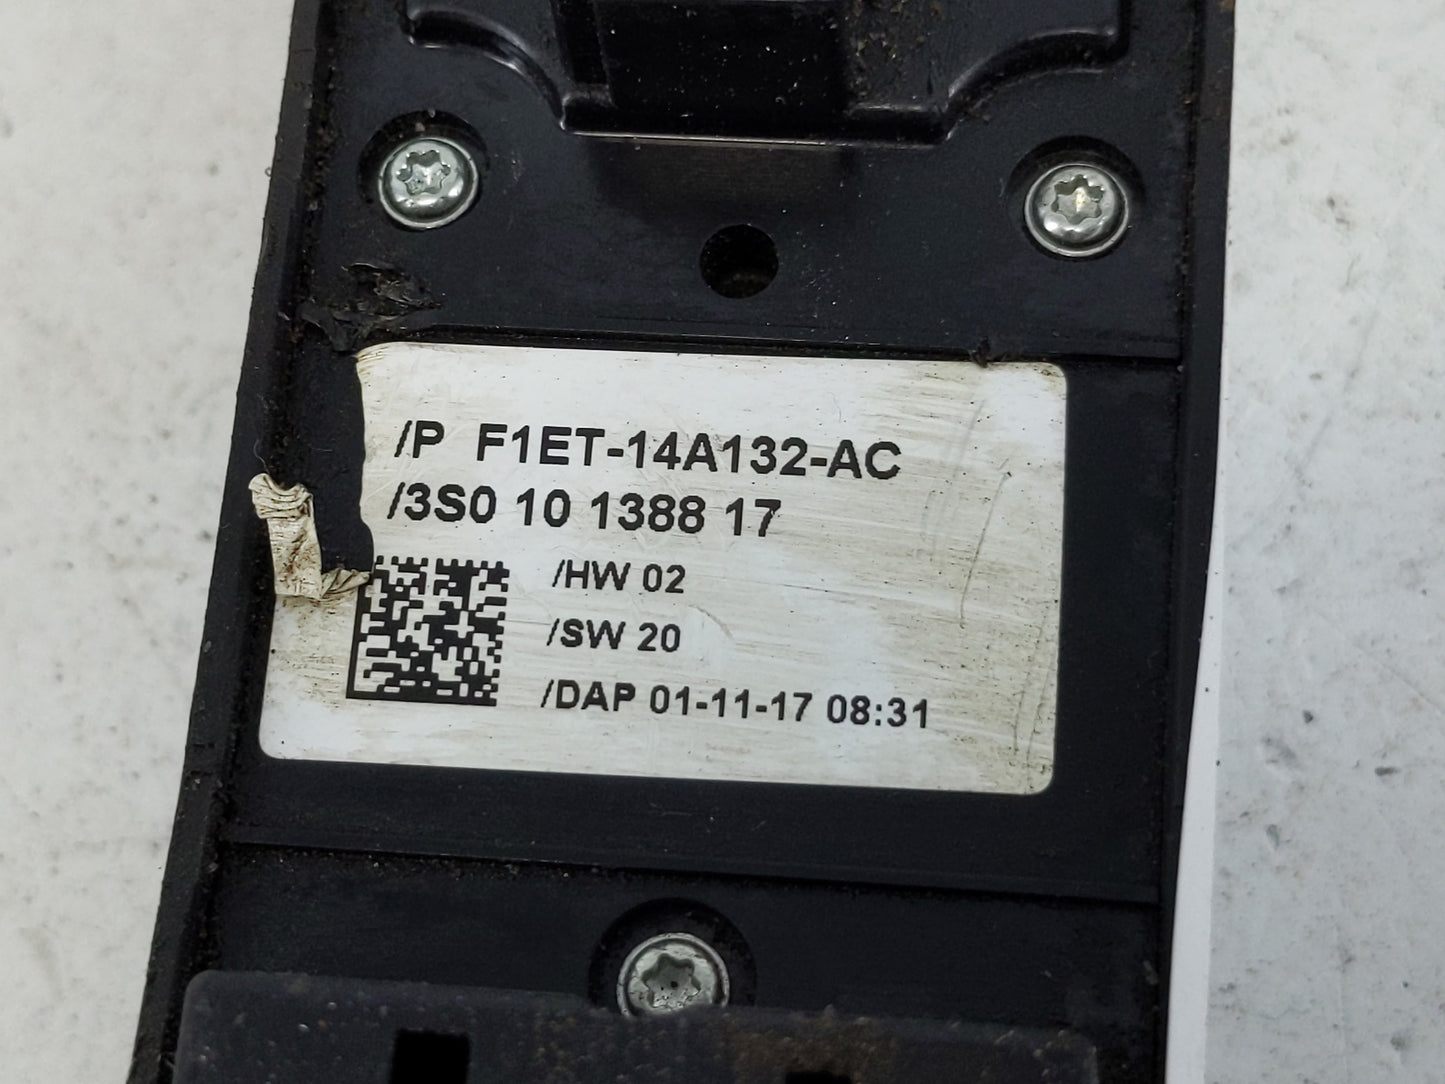 /P F1ET-14A132-AC
/3S0 10 1388 17
/HW 02
/SW 20
/DAP 01-11-17 08:31